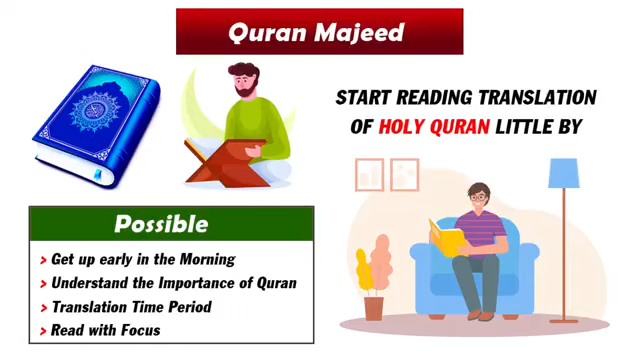 Quran Majeed
START READING TRANSLATION
OF HOLY QURAN LITTLE BY
Possible
> Get up early in the Morning
> Understand the Importance of Quran
> Translation Time Period
> Read with Focus